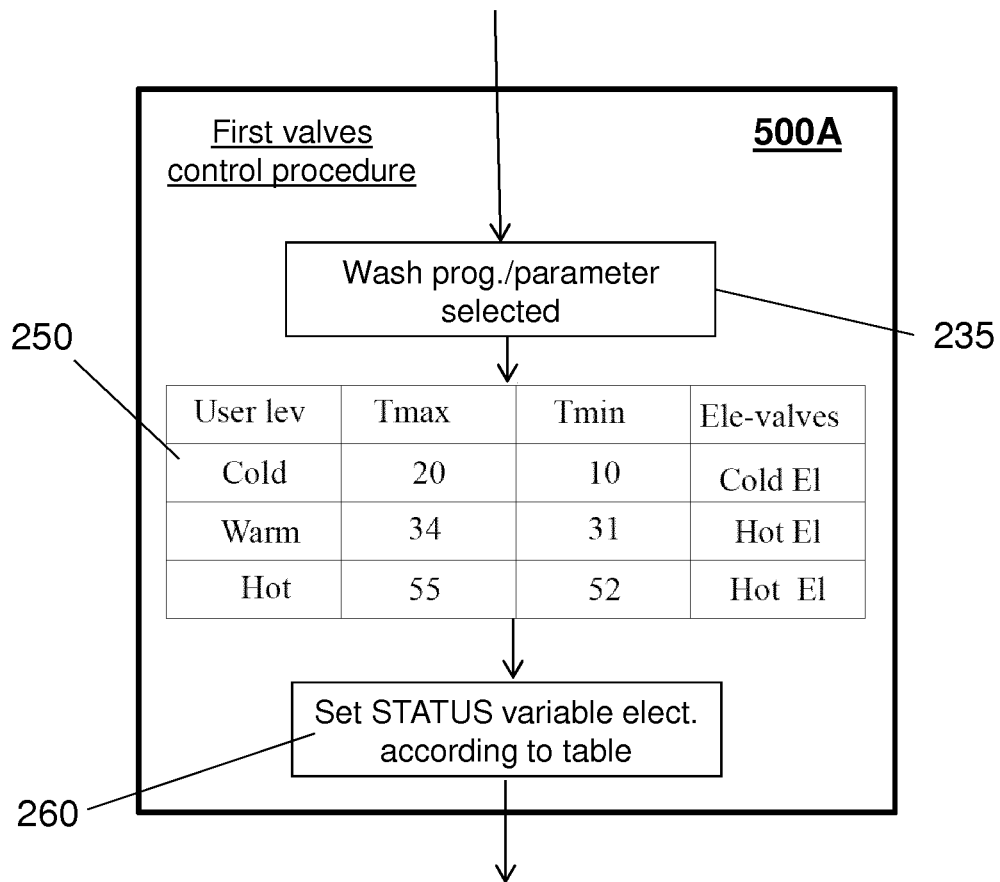 First valves
control procedure
500A
Wash prog./parameter
selected
235
250
User lev Tmax Tmin Ele-valves
Cold 20 10 Cold El
Warm 34 31 Hot El
Hot 55 52 Hot El
Set STATUS variable elect.
according to table
260